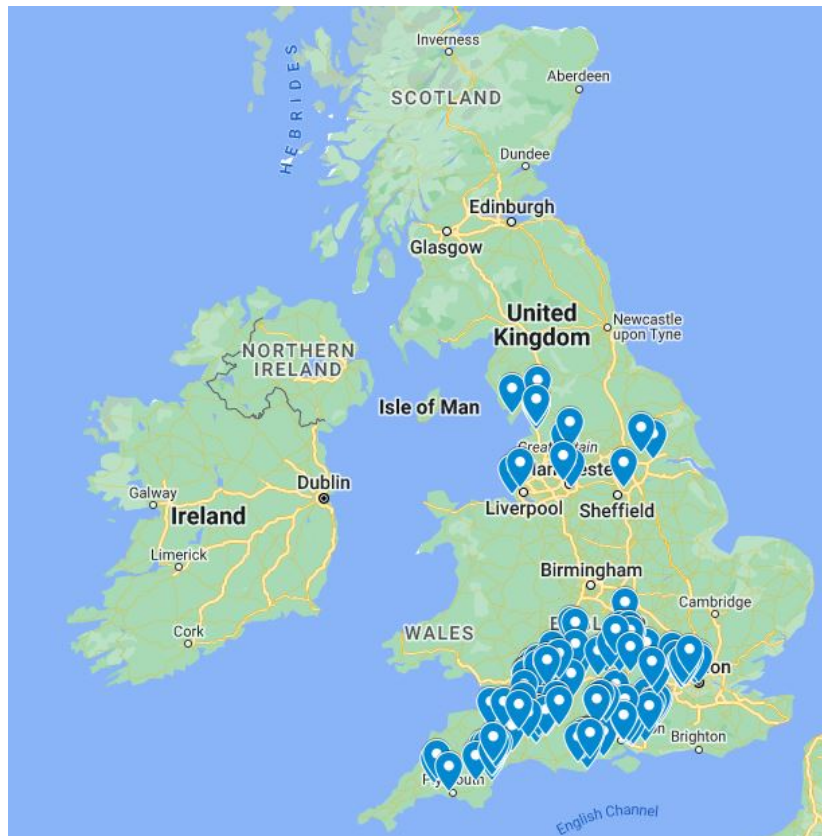 Inverness
Aberdeen
HEBRIDES
SCOTLAND
Dundee
Edinburgh
Glasgow
United
Kingdom
Newcastle
upon Tyne
NORTHERN
IRELAND
Isle of Man
Dublin
Galway
Ireland
Liverpool
Sheffield
Limerick
Birmingham
Cambridge
Cork
WALES
Brighton
English Channel